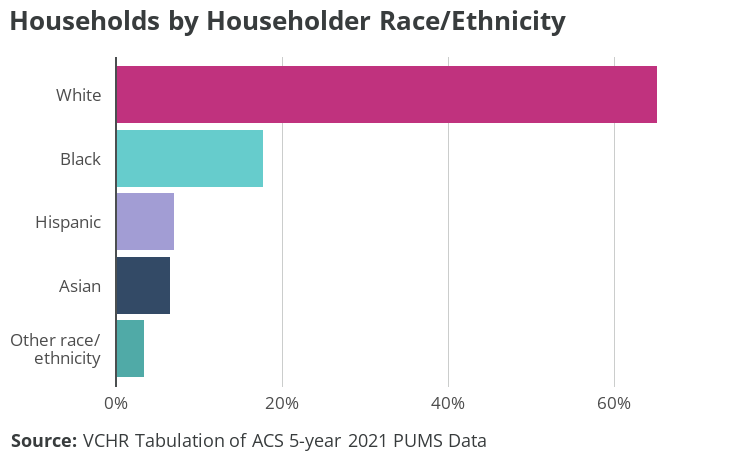 Households by Householder Race/Ethnicity
White
Black
Hispanic
Asian
Other race/
ethnicity
0% 20% 40% 60%
Source: VCHR Tabulation of ACS 5-year 2021 PUMS Data